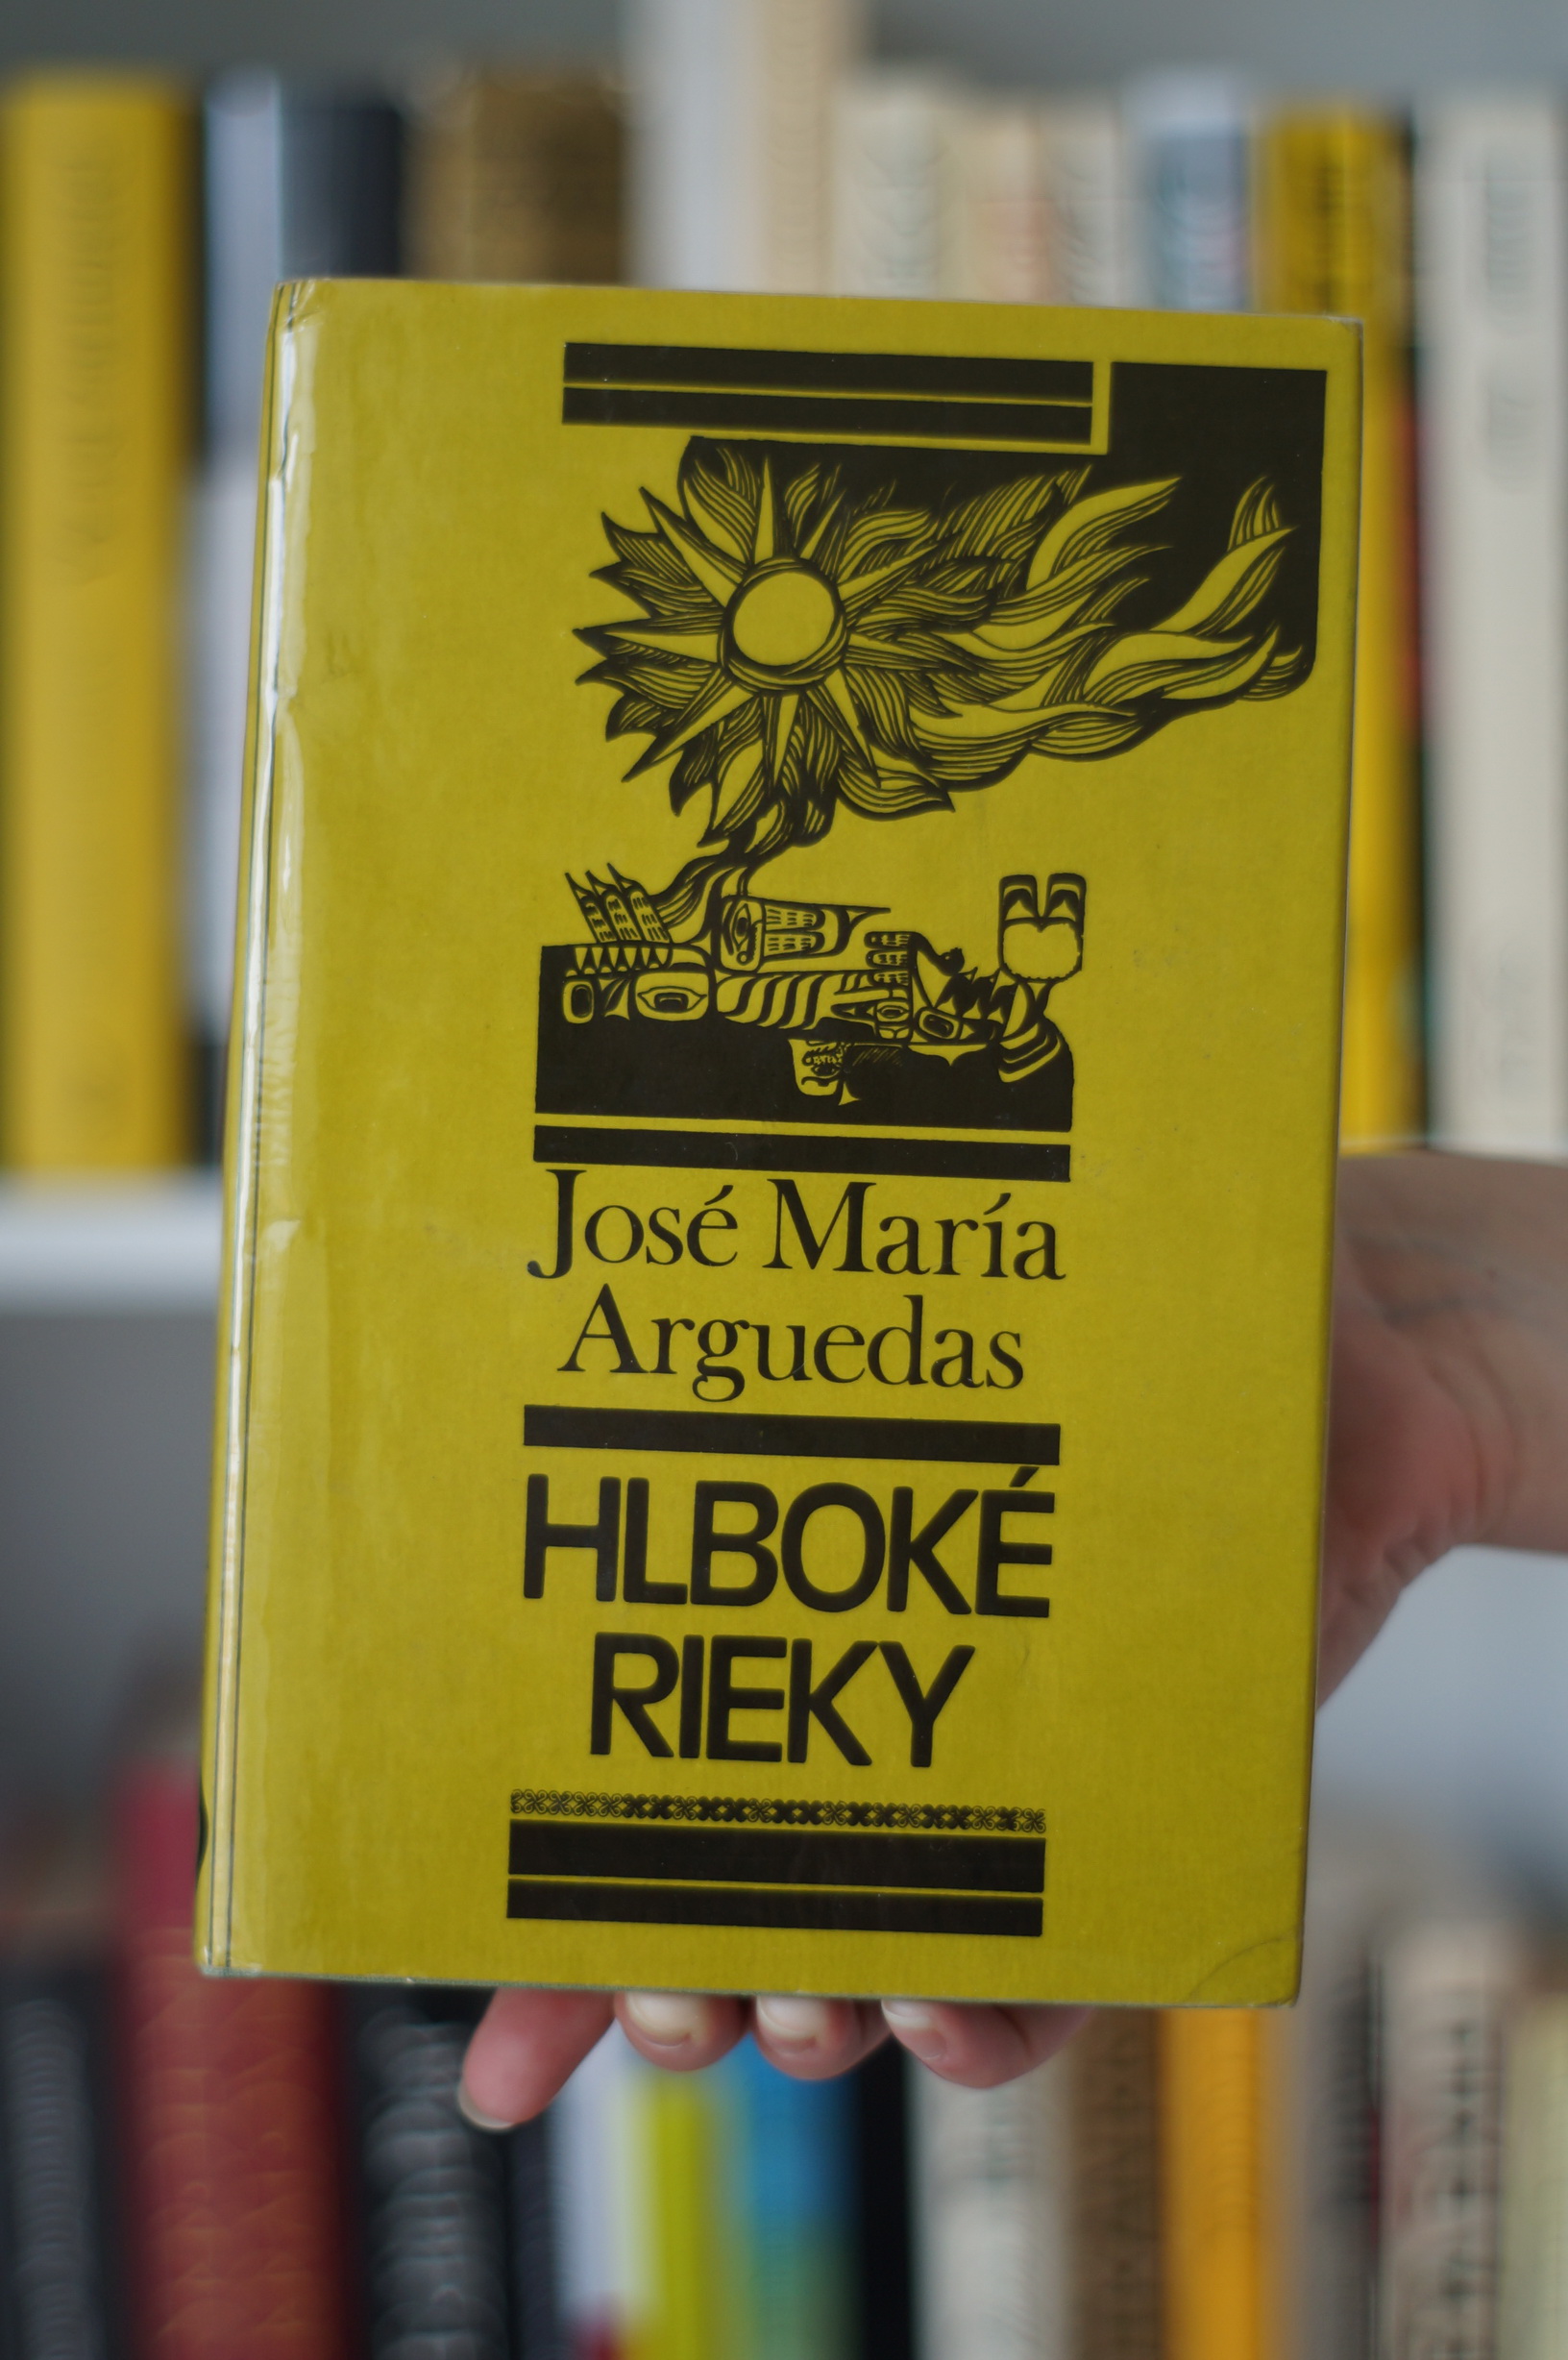 José María
Arguedas
HLBOKÉ
RIEKY